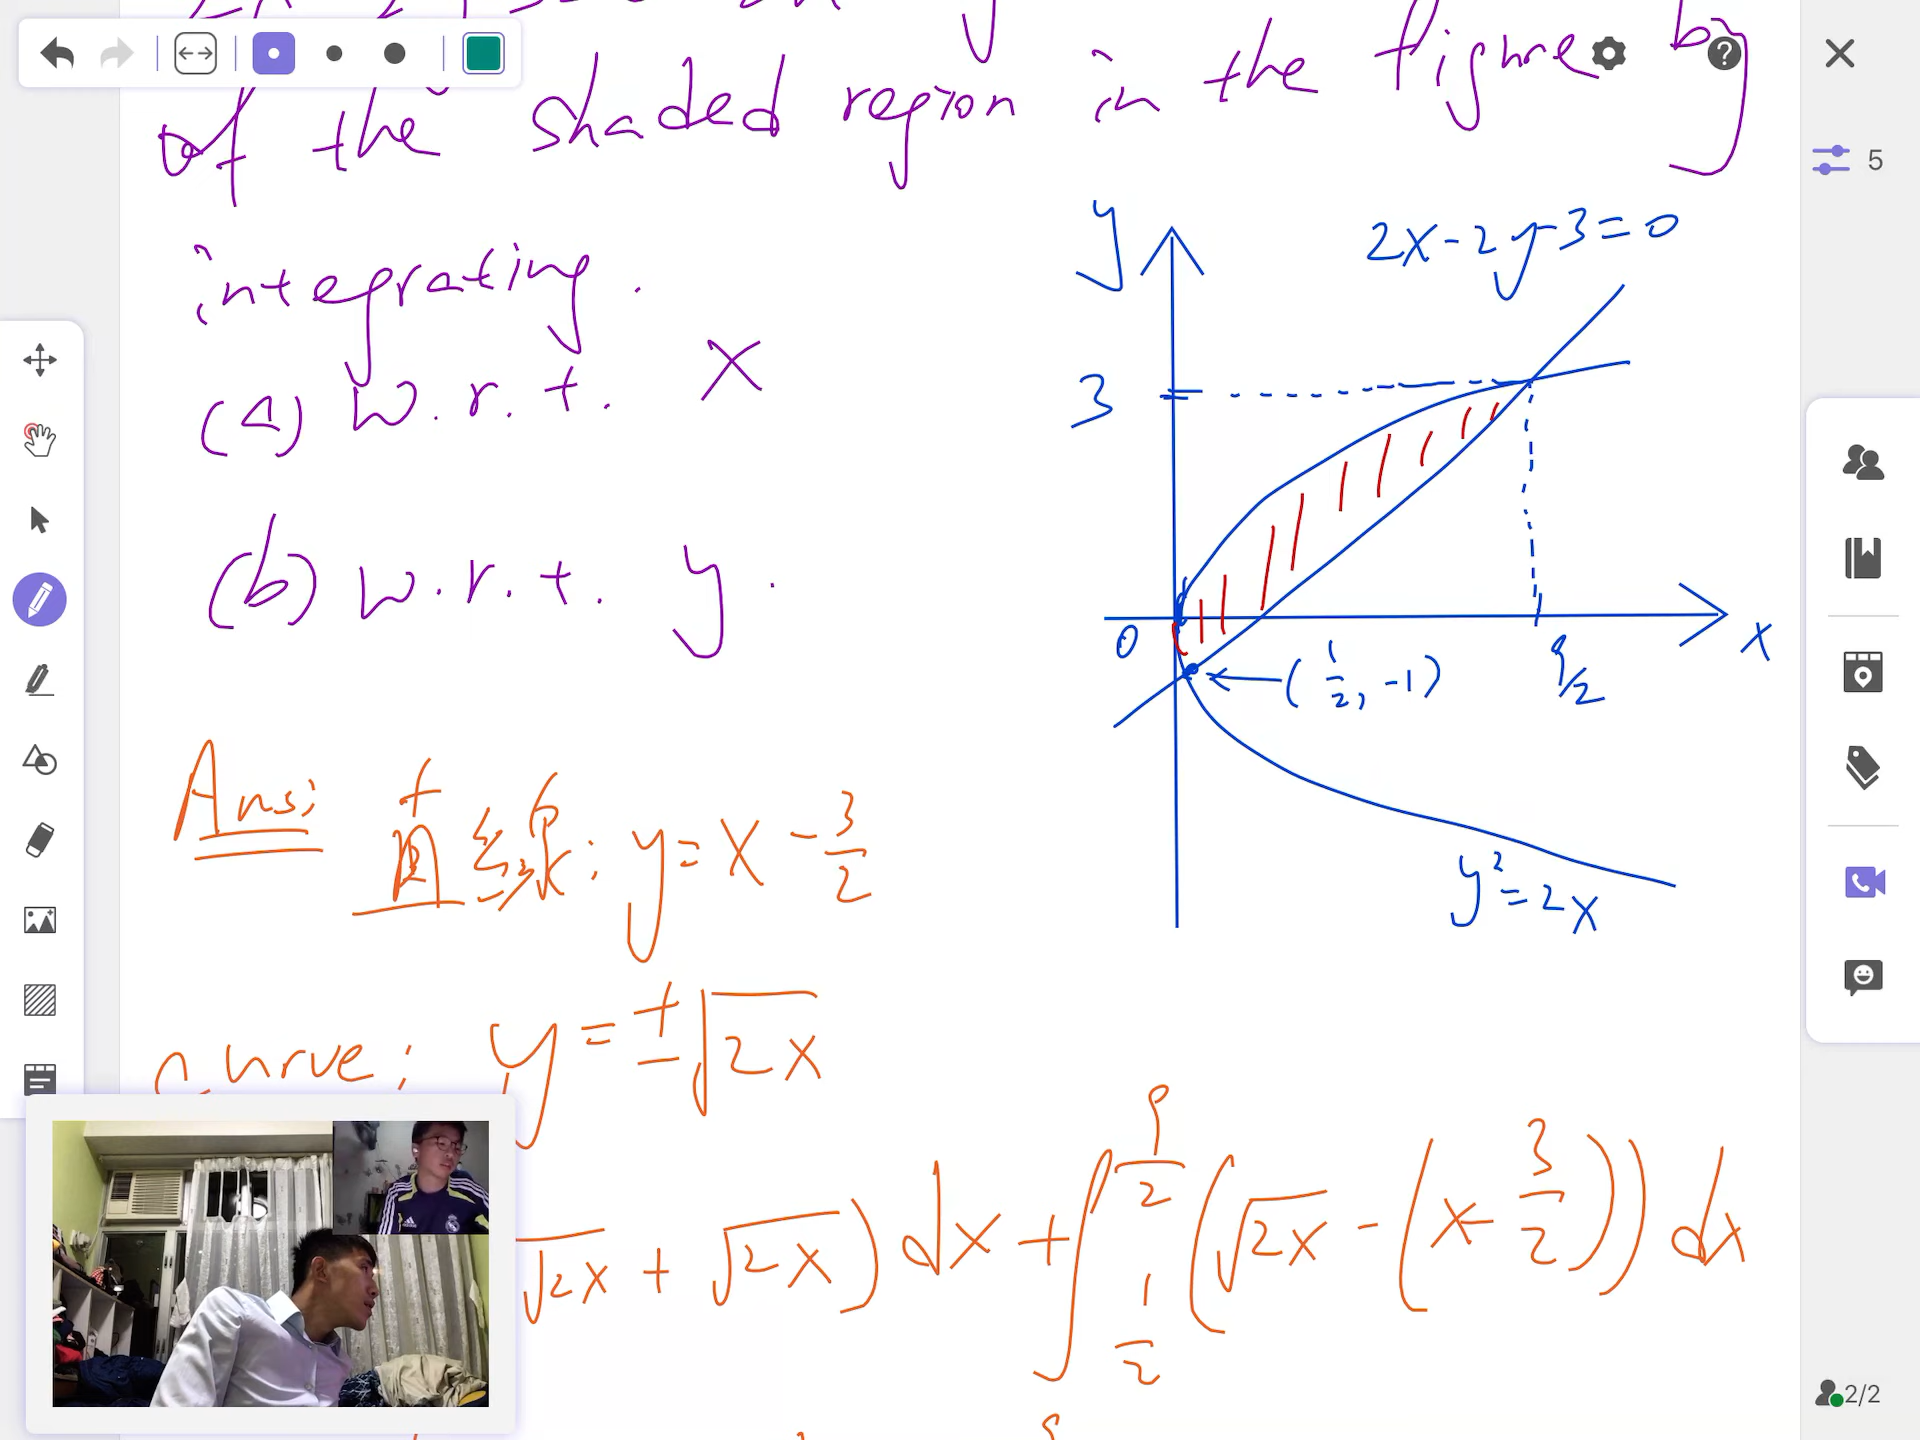 of the shaded region in the figure by
integrating.
(a) w.r.t. x
(b) w.r.t. y.
y
2x-2y-3=0
3
0
(1/2, -1)
9/2
x
y²=2x
Ans:
直線: y=x-3/2
curve: y=±√2x
√2x + √2x) dx + ∫_{1/2}^{9/2} (√2x - (x-3/2)) dx
5
2/2